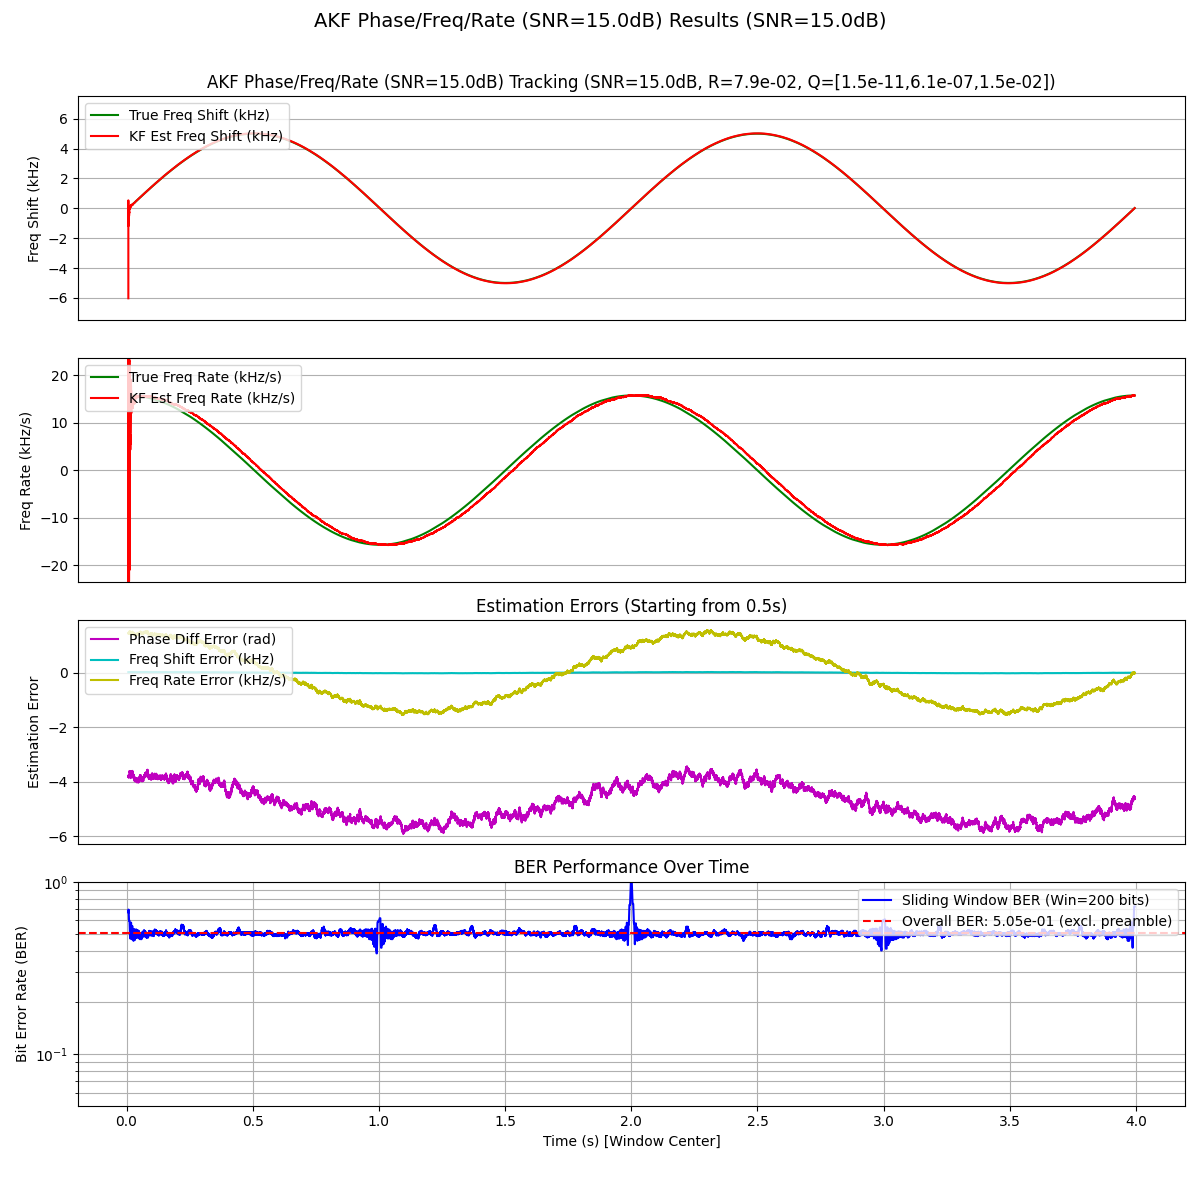 AKF Phase/Freq/Rate (SNR=15.0dB) Results (SNR=15.0dB)
AKF Phase/Freq/Rate (SNR=15.0dB) Tracking (SNR=15.0dB, R=7.9e-02, Q=[1.5e-11,6.1e-07,1.5e-02])
True Freq Shift (kHz)
KF Est Freq Shift (kHz)
Freq Shift (kHz)
6
4
2
0
−2
−4
−6
True Freq Rate (kHz/s)
KF Est Freq Rate (kHz/s)
Freq Rate (kHz/s)
20
10
0
−10
−20
Estimation Errors (Starting from 0.5s)
Phase Diff Error (rad)
Freq Shift Error (kHz)
Freq Rate Error (kHz/s)
Estimation Error
0
−2
−4
−6
BER Performance Over Time
Sliding Window BER (Win=200 bits)
Overall BER: 5.05e-01 (excl. preamble)
Bit Error Rate (BER)
10⁰
10⁻¹
0.0 0.5 1.0 1.5 2.0 2.5 3.0 3.5 4.0
Time (s) [Window Center]